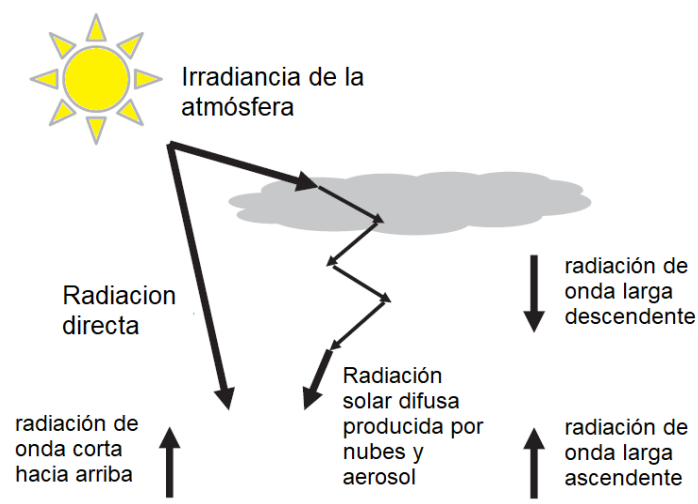 Irradiancia de la
atmósfera
Radiacion
directa
radiación de
onda larga
descendente
radiación de
onda corta
hacia arriba
Radiación
solar difusa
producida por
nubes y
aerosol
radiación de
onda larga
ascendente